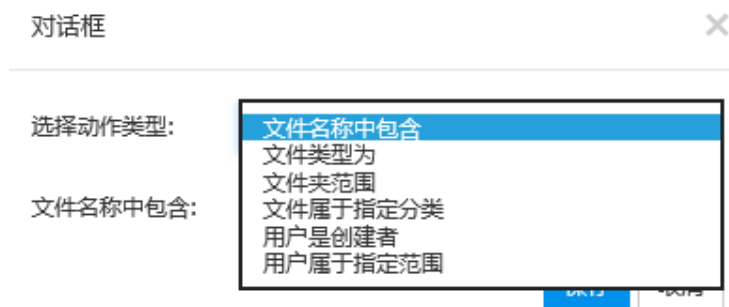 对话框
选择动作类型:
文件名称中包含
文件类型为
文件夹范围
文件名称中包含:
文件属于指定分类
用户是创建者
用户属于指定范围